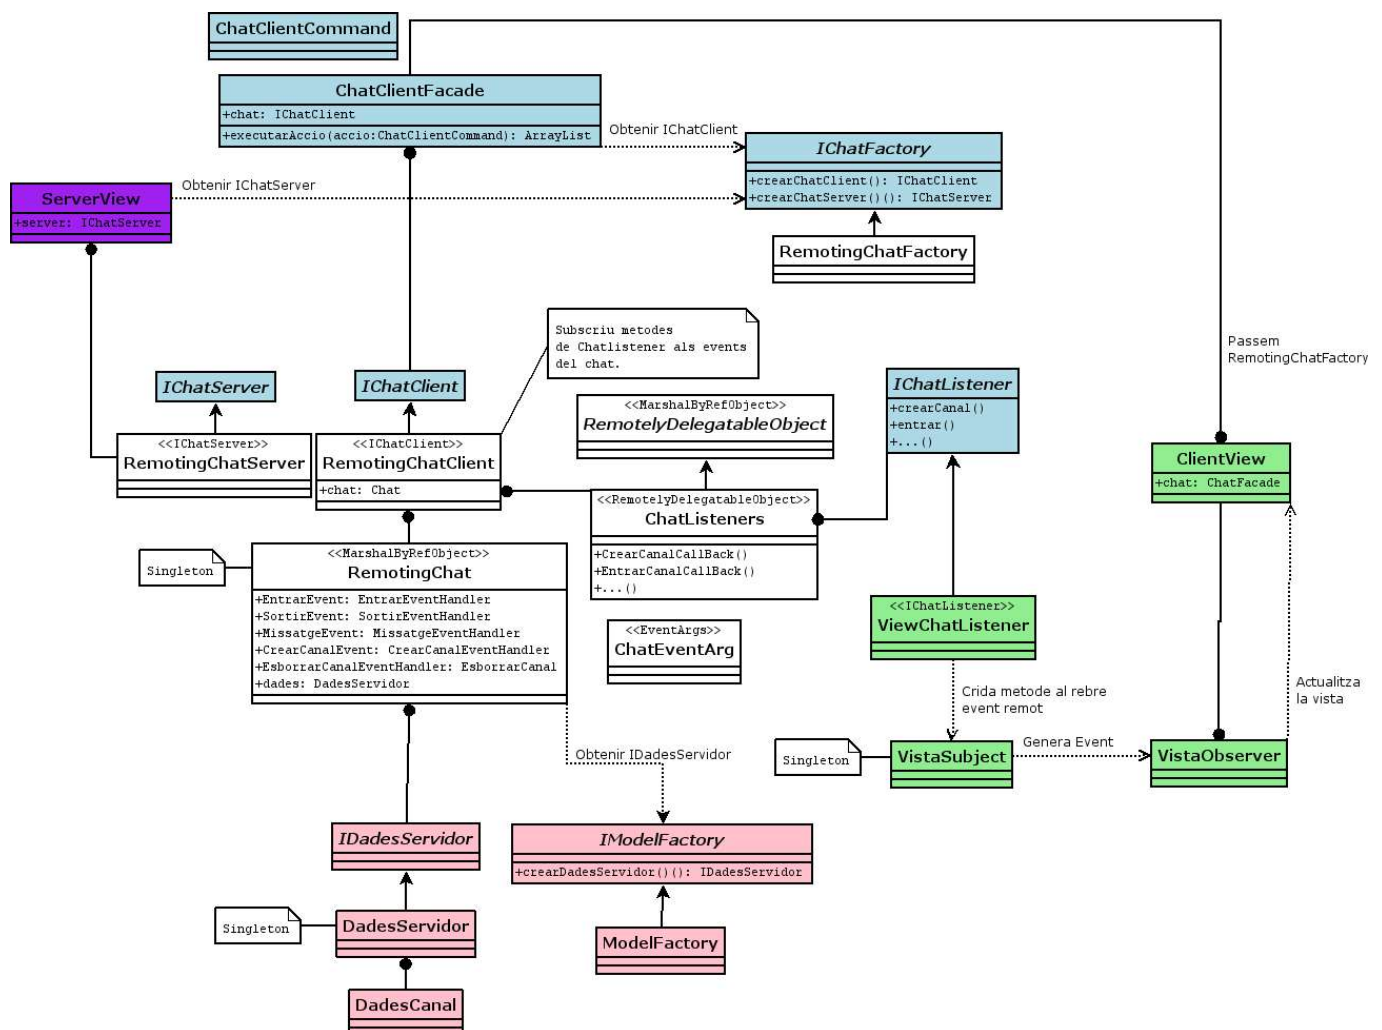 ChatClientCommand
ChatClientFacade
+chat: IChatClient
+executarAccio(accio:ChatClientCommand): ArrayList
Obtenir IChatClient
IChatFactory
+crearChatClient(): IChatClient
+crearChatServer()(): IChatServer
ServerView
+server: IChatServer
Obtenir IChatServer
RemotingChatFactory
Subscriu metodes
de Chatlistener als events
del chat.
Passem
RemotingChatFactory
IChatServer
IChatClient
IChatListener
+crearCanal()
+entrar()
+...()
<<MarshalByRefObject>>
RemotelyDelegatableObject
<<IChatServer>>
RemotingChatServer
<<IChatClient>>
RemotingChatClient
+chat: Chat
ClientView
+chat: ChatFacade
<<RemotelyDelegatableObject>>
ChatListeners
+CrearCanalCallBack()
+EntrarCanalCallBack()
+...()
Singleton
<<MarshalByRefObject>>
RemotingChat
+EntrarEvent: EntrarEventHandler
+SortirEvent: SortirEventHandler
+MissatgeEvent: MissatgeEventHandler
+CrearCanalEvent: CrearCanalEventHandler
+EsborrarCanalEventHandler: EsborrarCanal
+dades: DadesServidor
<<EventArgs>>
ChatEventArg
<<IChatListener>>
ViewChatListener
Crida metode al rebre
event remot
Actualitza
la vista
Obtenir IDadesServidor
Singleton
VistaSubject
Genera Event
VistaObserver
IDadesServidor
IModelFactory
+crearDadesServidor()(): IDadesServidor
Singleton
DadesServidor
ModelFactory
DadesCanal